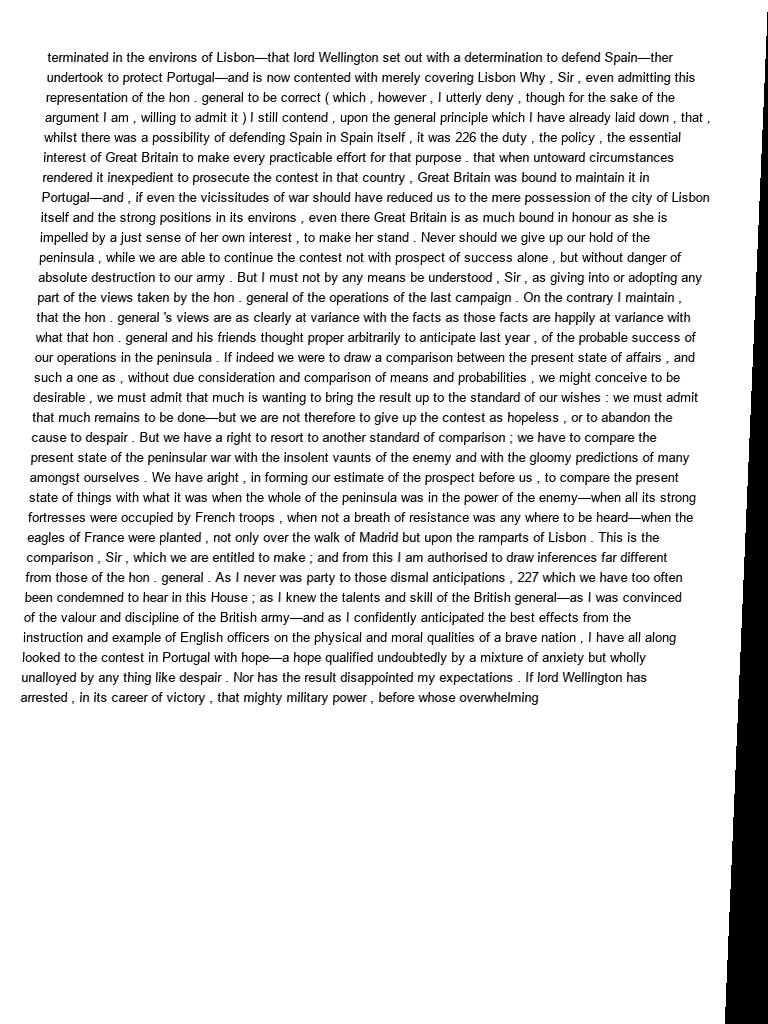 terminated in the environs of Lisbon—that lord Wellington set out with a determination to defend Spain—ther
undertook to protect Portugal—and is now contented with merely covering Lisbon Why , Sir , even admitting this
representation of the hon . general to be correct ( which , however , I utterly deny , though for the sake of the
argument I am , willing to admit it ) I still contend , upon the general principle which I have already laid down , that ,
whilst there was a possibility of defending Spain in Spain itself , it was 226 the duty , the policy , the essential
interest of Great Britain to make every practicable effort for that purpose . that when untoward circumstances
rendered it inexpedient to prosecute the contest in that country , Great Britain was bound to maintain it in
Portugal—and , if even the vicissitudes of war should have reduced us to the mere possession of the city of Lisbon
itself and the strong positions in its environs , even there Great Britain is as much bound in honour as she is
impelled by a just sense of her own interest , to make her stand . Never should we give up our hold of the
peninsula , while we are able to continue the contest not with prospect of success alone , but without danger of
absolute destruction to our army . But I must not by any means be understood , Sir , as giving into or adopting any
part of the views taken by the hon . general of the operations of the last campaign . On the contrary I maintain ,
that the hon . general 's views are as clearly at variance with the facts as those facts are happily at variance with
what that hon . general and his friends thought proper arbitrarily to anticipate last year , of the probable success of
our operations in the peninsula . If indeed we were to draw a comparison between the present state of affairs , and
such a one as , without due consideration and comparison of means and probabilities , we might conceive to be
desirable , we must admit that much is wanting to bring the result up to the standard of our wishes : we must admit
that much remains to be done—but we are not therefore to give up the contest as hopeless , or to abandon the
cause to despair . But we have a right to resort to another standard of comparison ; we have to compare the
present state of the peninsular war with the insolent vaunts of the enemy and with the gloomy predictions of many
amongst ourselves . We have aright , in forming our estimate of the prospect before us , to compare the present
state of things with what it was when the whole of the peninsula was in the power of the enemy—when all its strong
fortresses were occupied by French troops , when not a breath of resistance was any where to be heard—when the
eagles of France were planted , not only over the walk of Madrid but upon the ramparts of Lisbon . This is the
comparison , Sir , which we are entitled to make ; and from this I am authorised to draw inferences far different
from those of the hon . general . As I never was party to those dismal anticipations , 227 which we have too often
been condemned to hear in this House ; as I knew the talents and skill of the British general—as I was convinced
of the valour and discipline of the British army—and as I confidently anticipated the best effects from the
instruction and example of English officers on the physical and moral qualities of a brave nation , I have all along
looked to the contest in Portugal with hope—a hope qualified undoubtedly by a mixture of anxiety but wholly
unalloyed by any thing like despair . Nor has the result disappointed my expectations . If lord Wellington has
arrested , in its career of victory , that mighty military power , before whose overwhelming